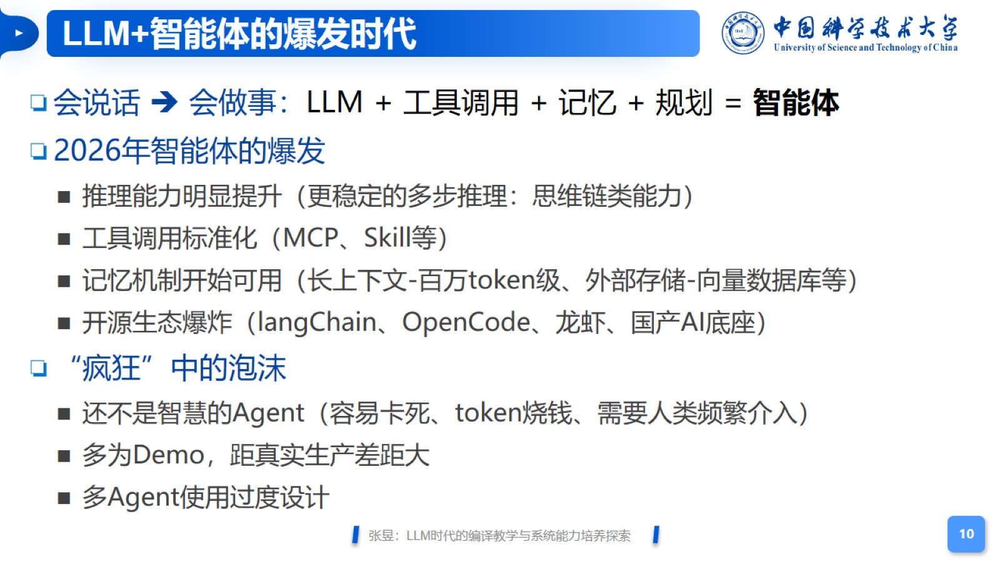 LLM+智能体的爆发时代
中国科学技术大学
University of Science and Technology of China
会说话 ➔ 会做事：LLM + 工具调用 + 记忆 + 规划 = 智能体
2026年智能体的爆发
推理能力明显提升（更稳定的多步推理：思维链类能力）
工具调用标准化（MCP、Skill等）
记忆机制开始可用（长上下文-百万token级、外部存储-向量数据库等）
开源生态爆炸（langChain、OpenCode、龙虾、国产AI底座）
“疯狂”中的泡沫
还不是智慧的Agent（容易卡死、token烧钱、需要人类频繁介入）
多为Demo，距真实生产差距大
多Agent使用过度设计
张昱：LLM时代的编译教学与系统能力培养探索
10